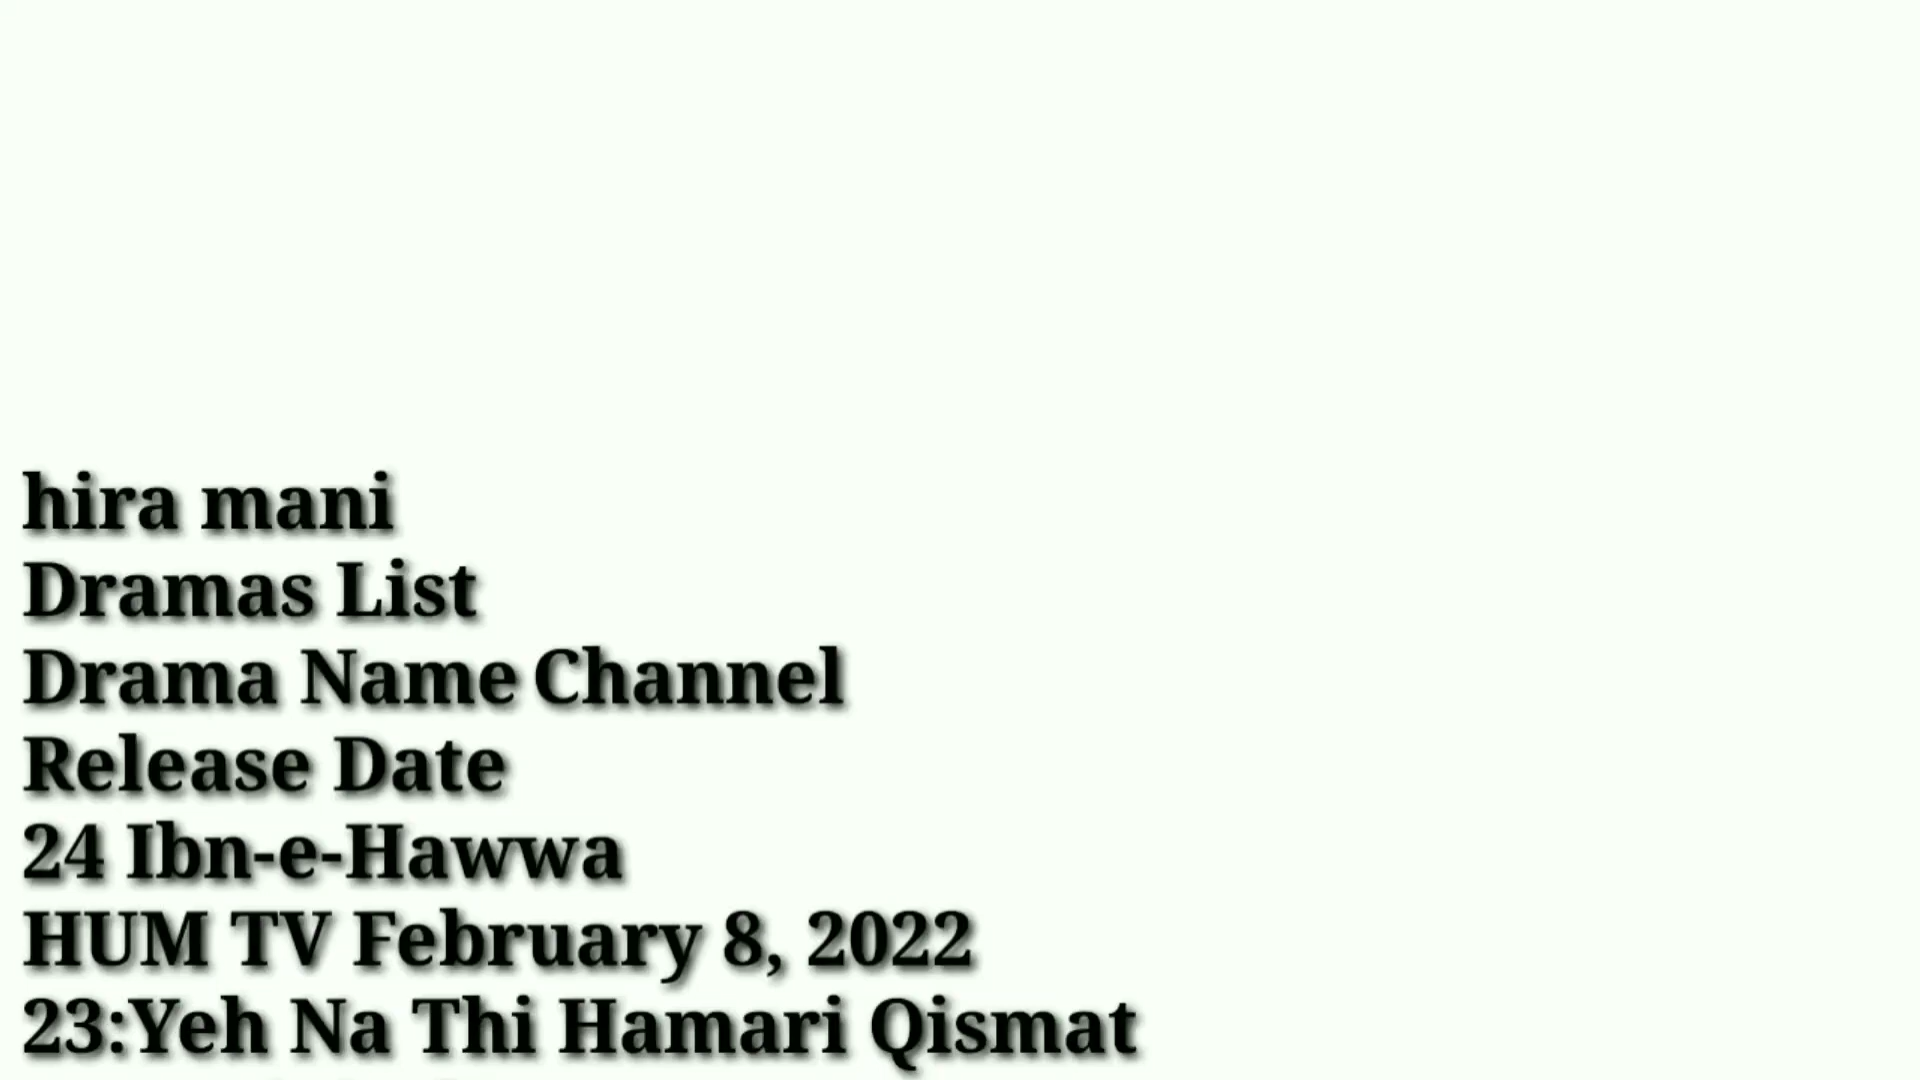 hira mani
Dramas List
Drama Name Channel
Release Date
24 Ibn-e-Hawwa
HUM TV February 8, 2022
23:Yeh Na Thi Hamari Qismat